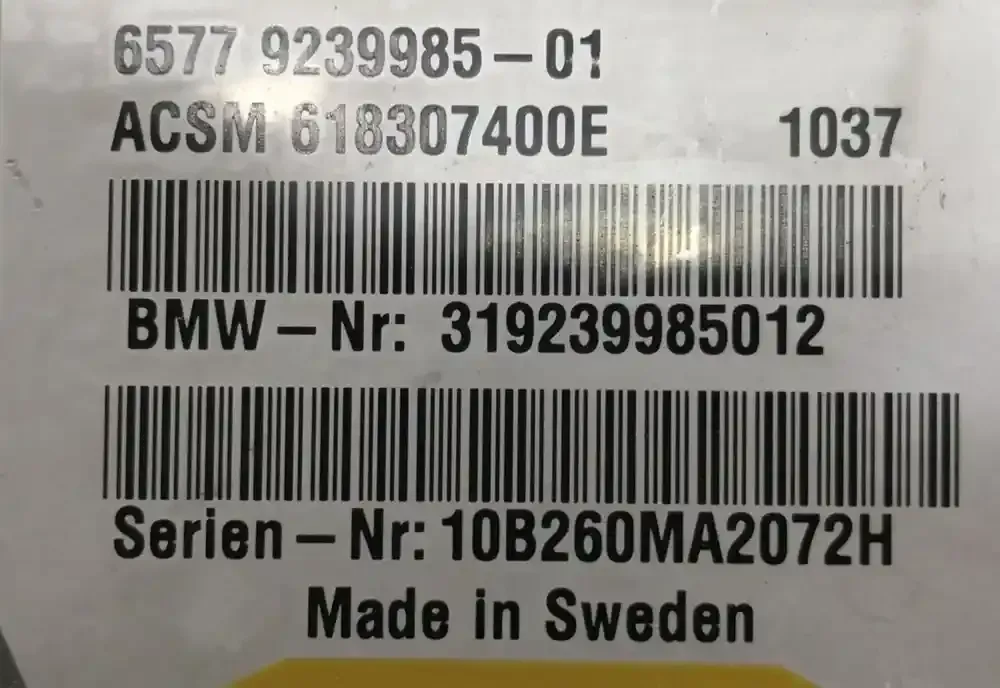 6577 9239985-01
ACSM 618307400E 1037
BMW-Nr: 319239985012
Serien-Nr: 10B260MA2072H
Made in Sweden